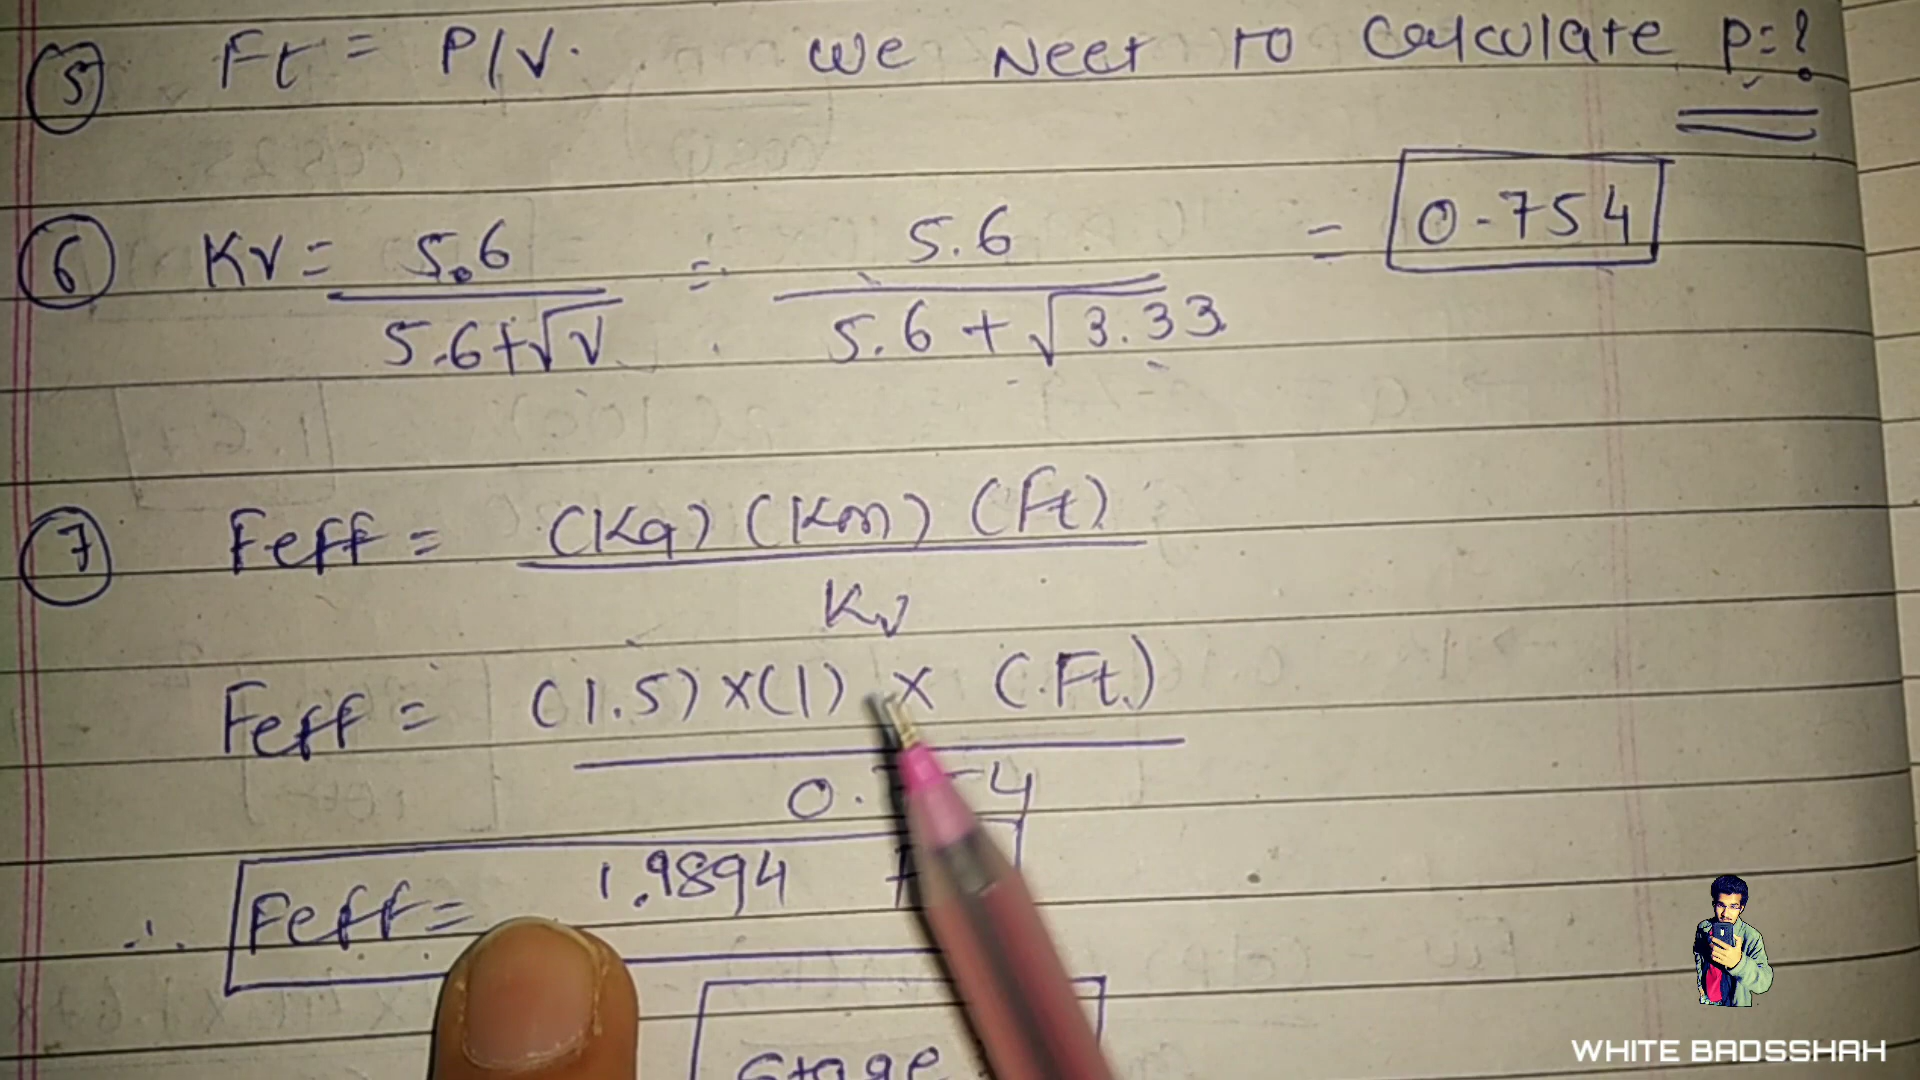 5 Ft = P/V. we Neet to Calculate P=?
6 Kv = 5.6 / 5.6+√v = 5.6 / 5.6+√3.33 = 0.754
7 Feff = (Ka) (Km) (Ft) / Kv
Feff = (1.5) x (1) x (Ft) / 0. 4
∴ Feff = 1.9894
Stage
WHITE BADSSHAH